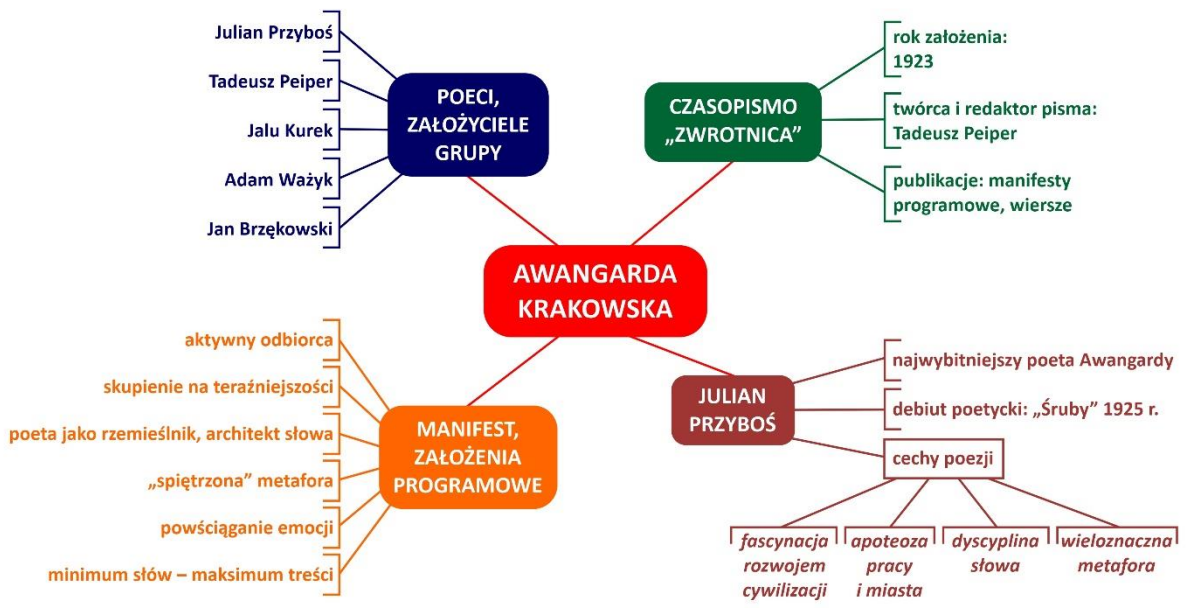 Julian Przyboś
Tadeusz Peiper
Jalu Kurek
Adam Ważyk
Jan Brzękowski
POECI,
ZAŁOŻYCIELE
GRUPY
CZASOPISMO
„ZWROTNICA”
rok założenia:
1923
twórca i redaktor pisma:
Tadeusz Peiper
publikacje: manifesty
programowe, wiersze
AWANGARDA
KRAKOWSKA
aktywny odbiorca
skupienie na teraźniejszości
poeta jako rzemieślnik, architekt słowa
„spiętrzona” metafora
powściąganie emocji
minimum słów – maksimum treści
MANIFEST,
ZAŁOŻENIA
PROGRAMOWE
JULIAN
PRZYBOŚ
najwybitniejszy poeta Awangardy
debiut poetycki: „Śruby” 1925 r.
cechy poezji
fascynacja
rozwojem
cywilizacji
apoteoza
pracy
i miasta
dyscyplina
słowa
wieloznaczna
metafora